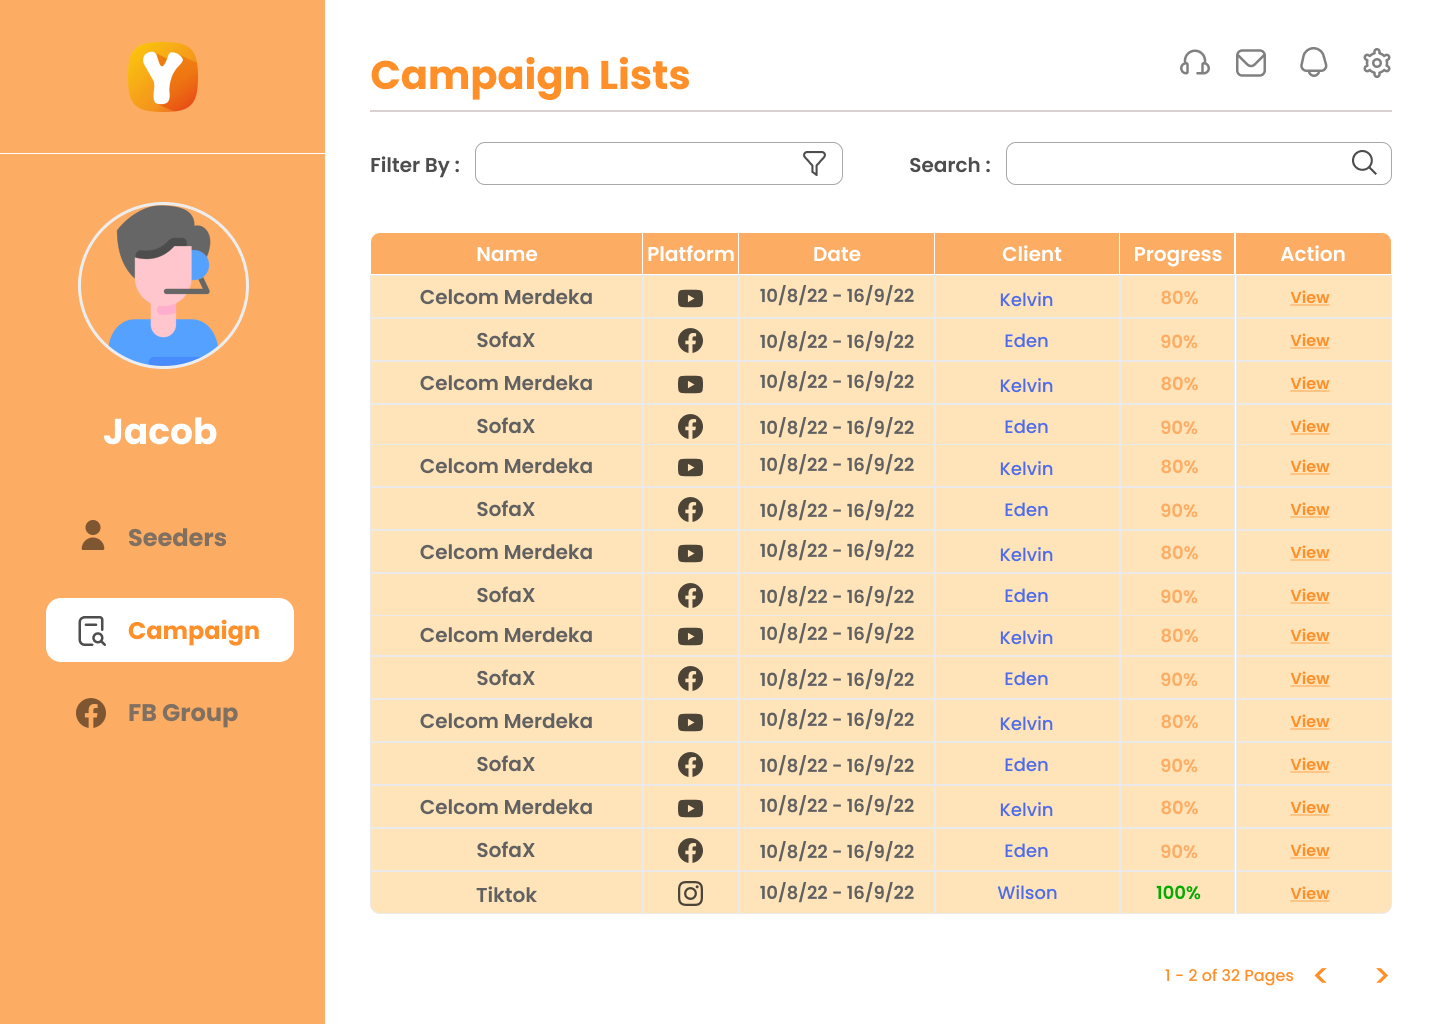 Y
Campaign Lists
Filter By :
Search :
Jacob
Seeders
Campaign
FB Group
Name Platform Date Client Progress Action
Celcom Merdeka 10/8/22 - 16/9/22 Kelvin 80% View
SofaX 10/8/22 - 16/9/22 Eden 90% View
Celcom Merdeka 10/8/22 - 16/9/22 Kelvin 80% View
SofaX 10/8/22 - 16/9/22 Eden 90% View
Celcom Merdeka 10/8/22 - 16/9/22 Kelvin 80% View
SofaX 10/8/22 - 16/9/22 Eden 90% View
Celcom Merdeka 10/8/22 - 16/9/22 Kelvin 80% View
SofaX 10/8/22 - 16/9/22 Eden 90% View
Celcom Merdeka 10/8/22 - 16/9/22 Kelvin 80% View
SofaX 10/8/22 - 16/9/22 Eden 90% View
Celcom Merdeka 10/8/22 - 16/9/22 Kelvin 80% View
SofaX 10/8/22 - 16/9/22 Eden 90% View
Celcom Merdeka 10/8/22 - 16/9/22 Kelvin 80% View
SofaX 10/8/22 - 16/9/22 Eden 90% View
Tiktok 10/8/22 - 16/9/22 Wilson 100% View
1 - 2 of 32 Pages